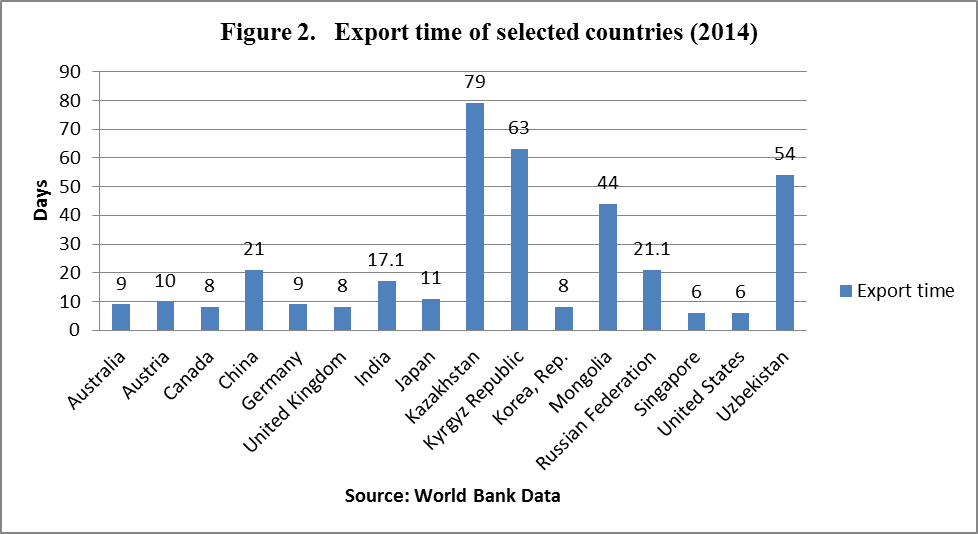 Figure 2. Export time of selected countries (2014)
90
80
70
60
50
40
30
20
10
0
Days
9
10
8
21
9
8
17.1
11
79
63
8
44
21.1
6
6
54
Australia
Austria
Canada
China
Germany
United Kingdom
India
Japan
Kazakhstan
Kyrgyz Republic
Korea, Rep.
Mongolia
Russian Federation
Singapore
United States
Uzbekistan
Export time
Source: World Bank Data